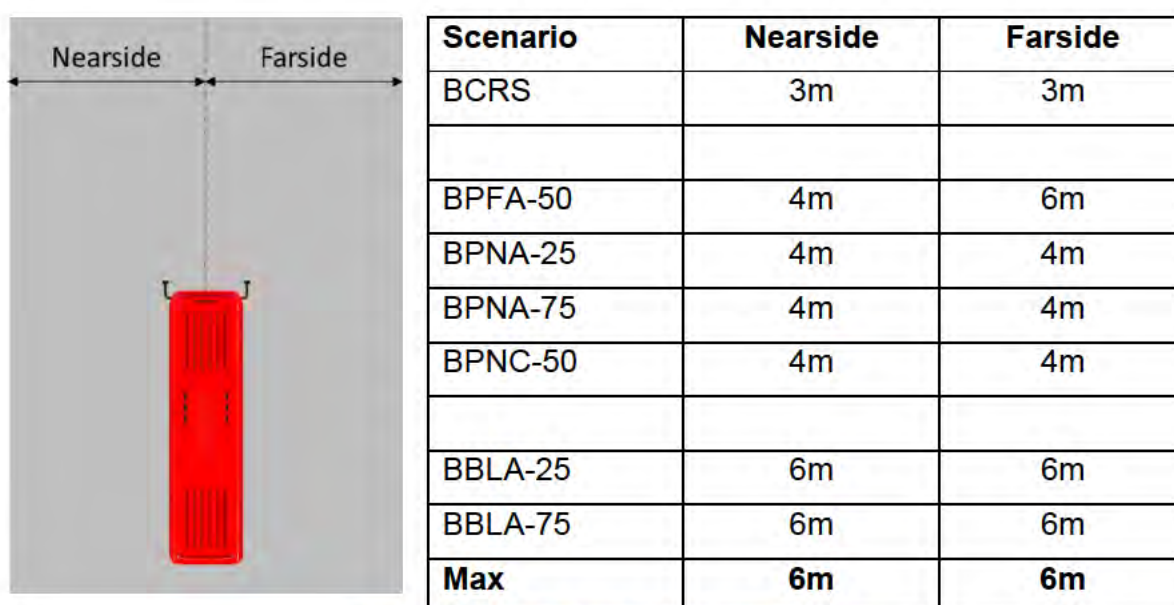 Nearside Farside
Scenario Nearside Farside
BCRS 3m 3m
BPFA-50 4m 6m
BPNA-25 4m 4m
BPNA-75 4m 4m
BPNC-50 4m 4m
BBLA-25 6m 6m
BBLA-75 6m 6m
Max 6m 6m